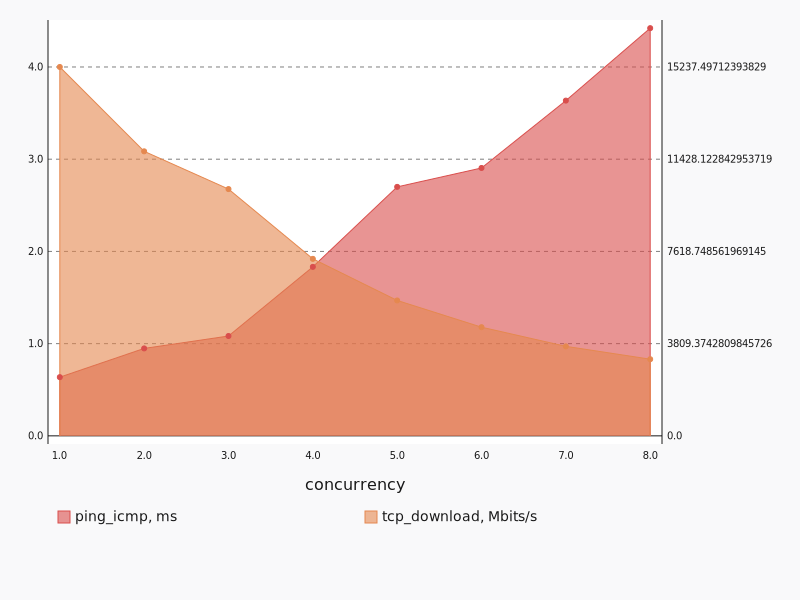 4.0 15237.49712393829
3.0 11428.122842953719
2.0 7618.748561969145
1.0 3809.3742809845726
0.0 0.0
1.0 2.0 3.0 4.0 5.0 6.0 7.0 8.0
concurrency
ping_icmp, ms tcp_download, Mbits/s